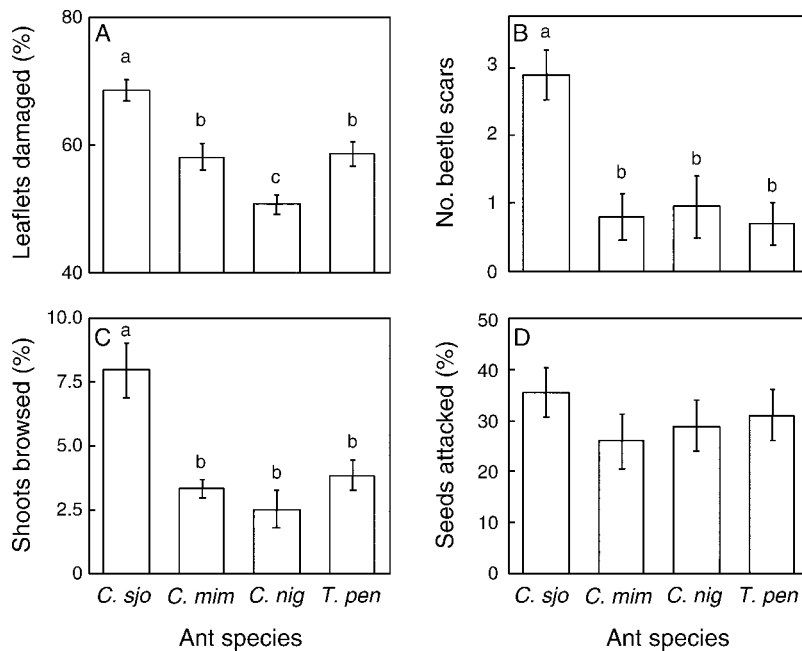 A
Leaflets damaged (%)
80
60
40
a
b
c
b
B
No. beetle scars
3
2
1
0
a
b
b
b
C
Shoots browsed (%)
10.0
7.5
5.0
2.5
0
a
b
b
b
C. sjo C. mim C. nig T. pen
Ant species
D
Seeds attacked (%)
50
40
30
20
10
0
C. sjo C. mim C. nig T. pen
Ant species